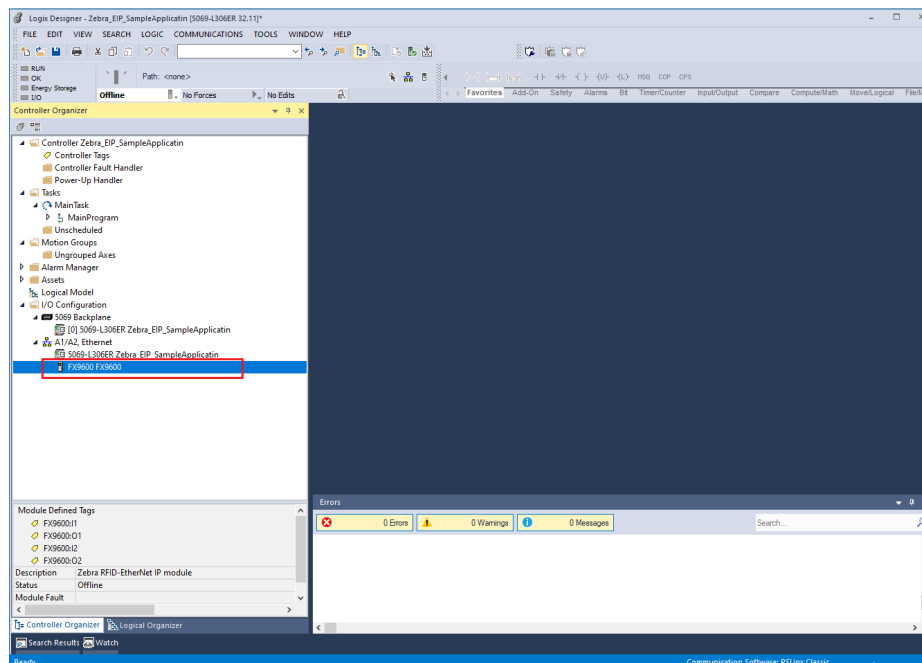 Logix Designer - Zebra_EIP_SampleApplicatin [5069-L306ER 32.11]*
FILE EDIT VIEW SEARCH LOGIC COMMUNICATIONS TOOLS WINDOW HELP
RUN
OK
Energy Storage
I/O
Path: <none>
Offline
No Forces
No Edits
MSG COP CPS
Favorites Add-On Safety Alarms Bit Timer/Counter Input/Output Compare Compute/Math Move/Logical
Controller Organizer
Controller Zebra_EIP_SampleApplicatin
Controller Tags
Controller Fault Handler
Power-Up Handler
Tasks
MainTask
MainProgram
Unscheduled
Motion Groups
Ungrouped Axes
Alarm Manager
Assets
Logical Model
I/O Configuration
5069 Backplane
[0] 5069-L306ER Zebra_EIP_SampleApplicatin
A1/A2, Ethernet
5069-L306ER Zebra_EIP_SampleApplicatin
FX9600 FX9600
Module Defined Tags
FX9600:I1
FX9600:O1
FX9600:I2
FX9600:O2
Description Zebra RFID-EtherNet IP module
Status Offline
Module Fault
Controller Organizer Logical Organizer
Errors
0 Errors 0 Warnings 0 Messages Search...
Search Results Watch
Ready
Communication Software: RSLinx Classic